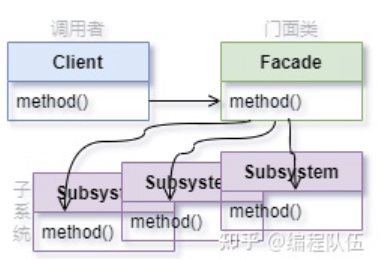 调用者
门面类
Client
Facade
method()
method()
子系统
Subsyst
Subsyste
Subsystem
method()
method()
method()
知乎 @编程队伍